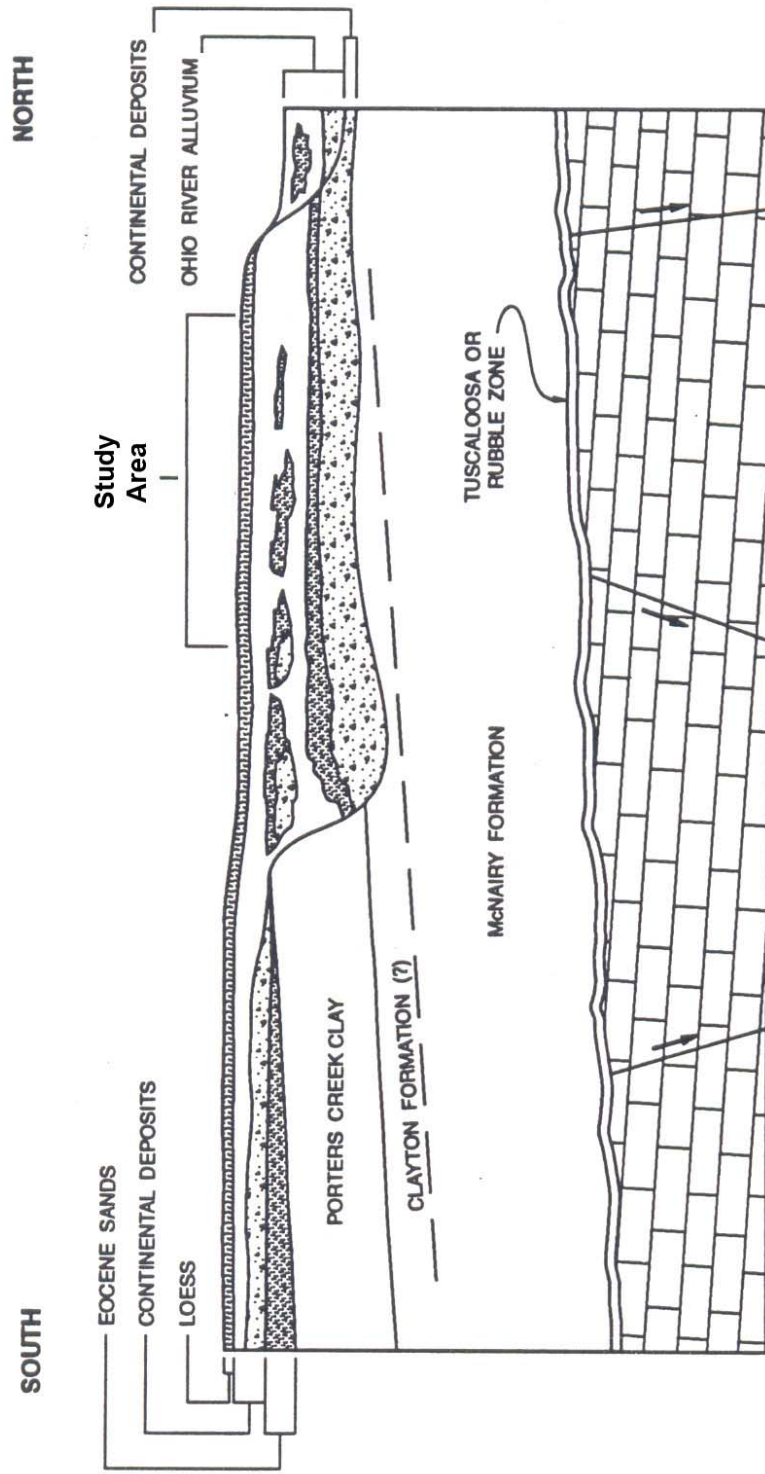 SOUTH
NORTH
EOCENE SANDS
CONTINENTAL DEPOSITS
LOESS
Study
Area
CONTINENTAL DEPOSITS
OHIO RIVER ALLUVIUM
PORTERS CREEK CLAY
CLAYTON FORMATION (?)
McNAIRY FORMATION
TUSCALOOSA OR
RUBBLE ZONE